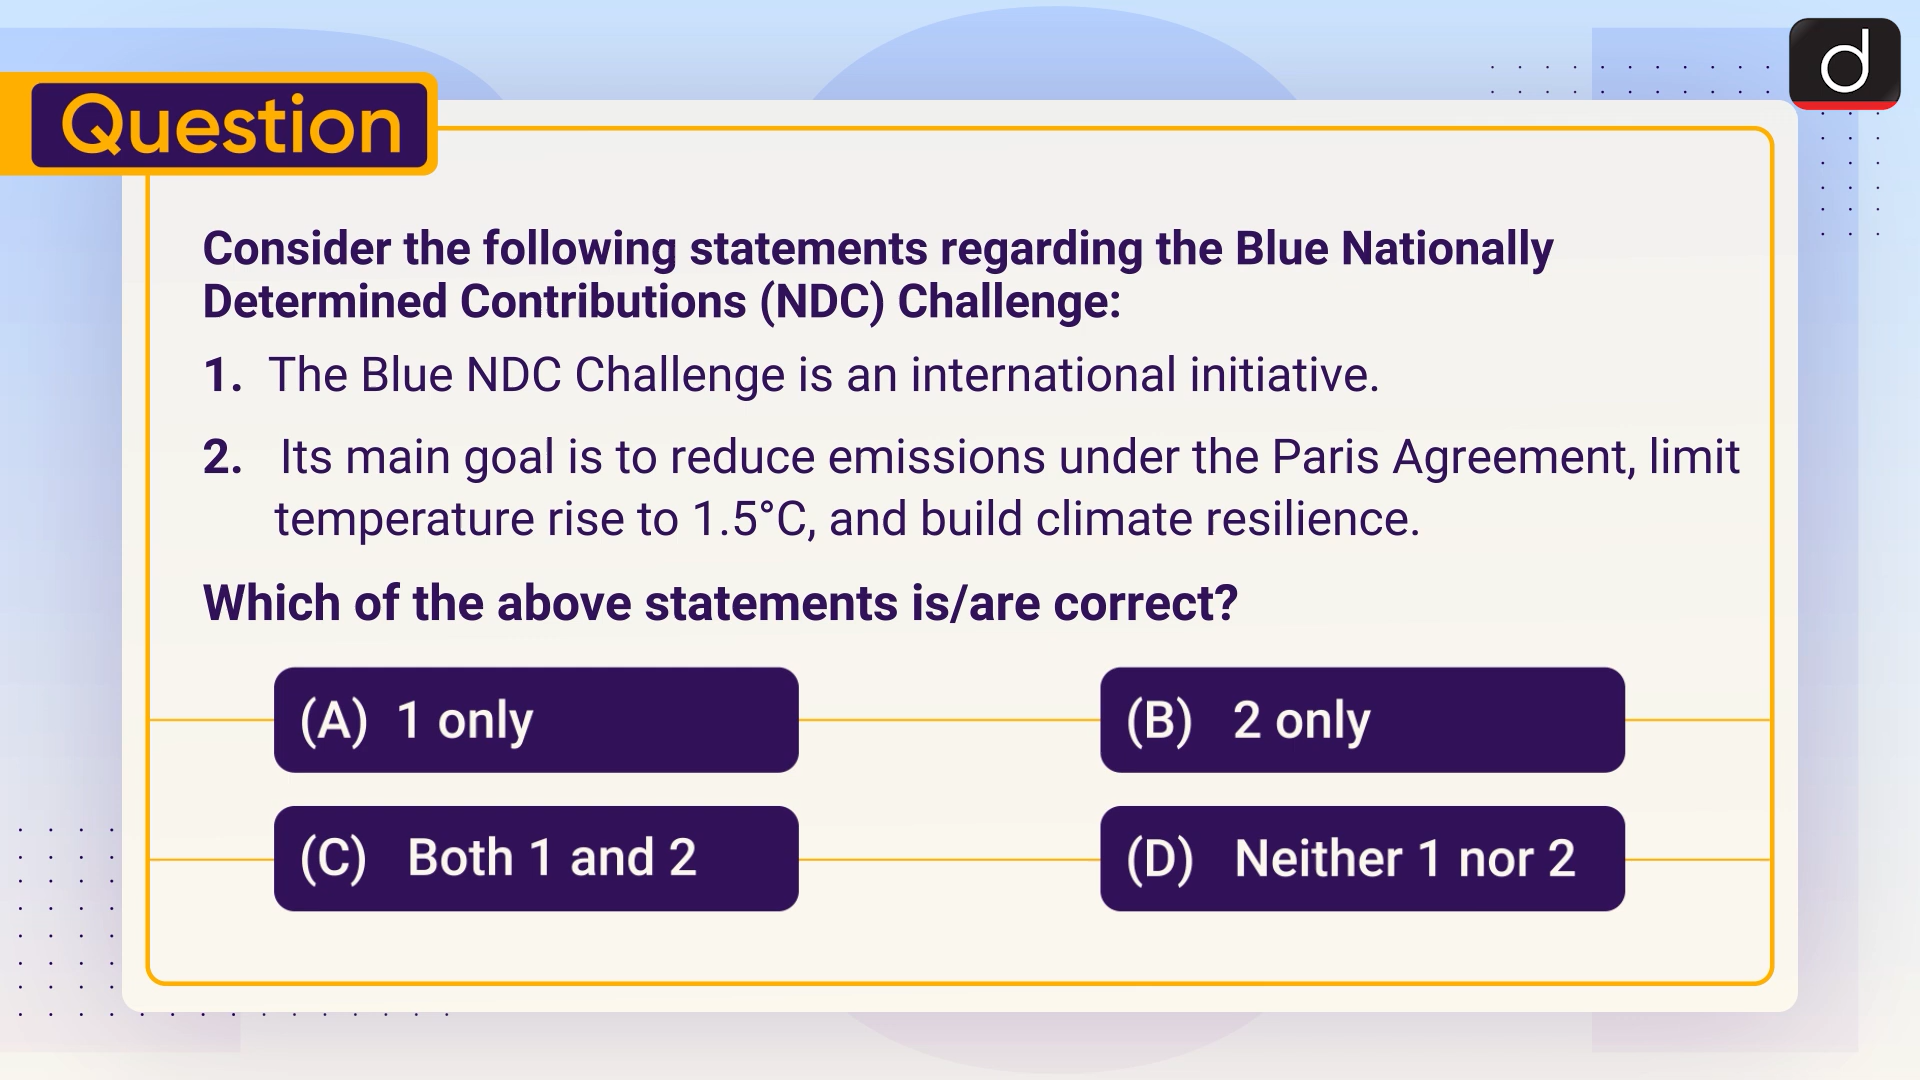 Question
Consider the following statements regarding the Blue Nationally
Determined Contributions (NDC) Challenge:
1. The Blue NDC Challenge is an international initiative.
2. Its main goal is to reduce emissions under the Paris Agreement, limit
temperature rise to 1.5°C, and build climate resilience.
Which of the above statements is/are correct?
(A) 1 only
(B) 2 only
(C) Both 1 and 2
(D) Neither 1 nor 2
d